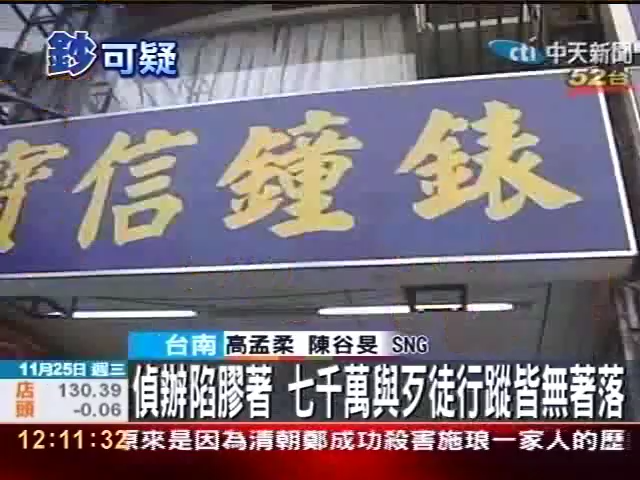 鈔可疑
cti 中天新聞
52台
寶信鐘錶
台南 高孟柔 陳谷旻 SNG
11月25日 週三
偵辦陷膠著 七千萬與歹徒行蹤皆無著落
店頭 130.39 -0.06
12:11:32 原來是因為清朝鄭成功殺害施琅一家人的歷